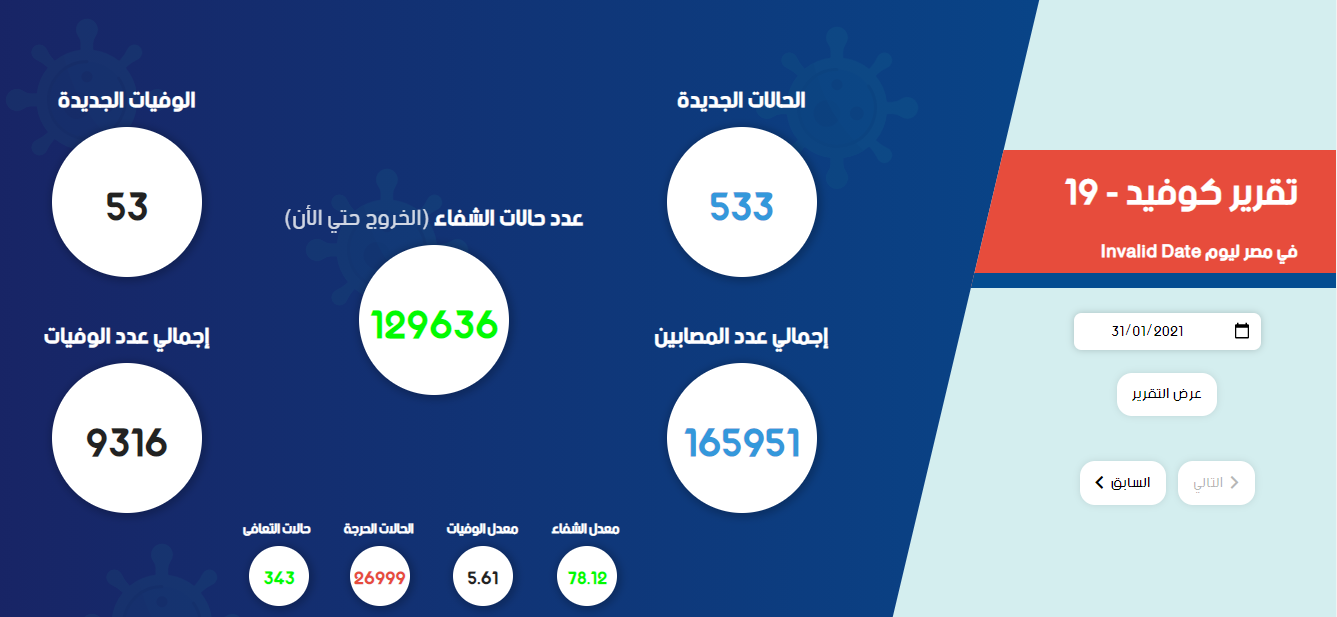 تقرير كوفيد - 19
في مصر ليوم Invalid Date
31/01/2021
عرض التقرير
التالي
السابق
الحالات الجديدة
533
إجمالي عدد المصابين
165951
عدد حالات الشفاء (الخروج حتي الأن)
129636
الوفيات الجديدة
53
إجمالي عدد الوفيات
9316
معدل الشفاء
78.12
معدل الوفيات
5.61
الحالات الحرجة
26999
حالات التعافى
343